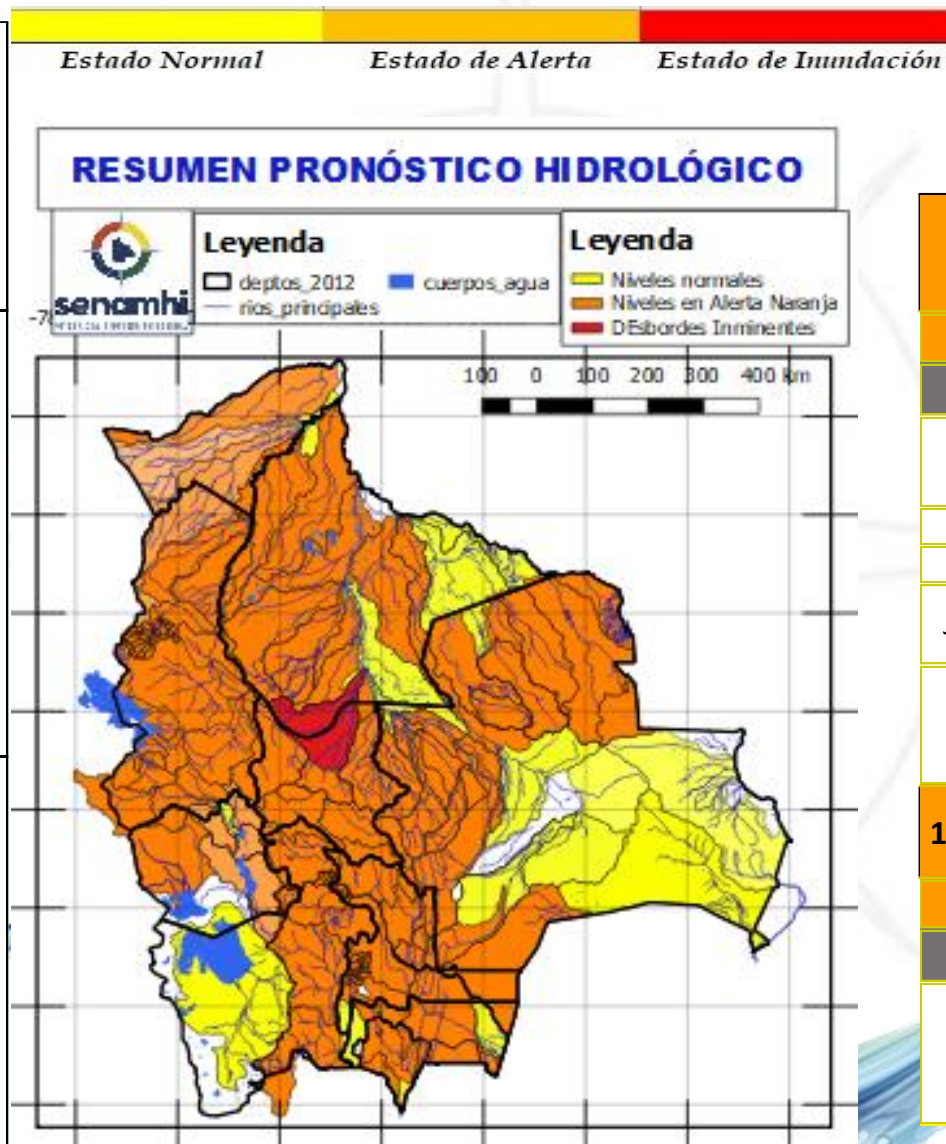 Estado Normal Estado de Alerta Estado de Inundación
RESUMEN PRONÓSTICO HIDROLÓGICO
senamhi
Leyenda
deptos_2012 cuerpos_agua
rios_principales
Leyenda
Niveles normales
Niveles en Alerta Naranja
DEsbordes Inminentes
100 0 100 200 300 400 km
1